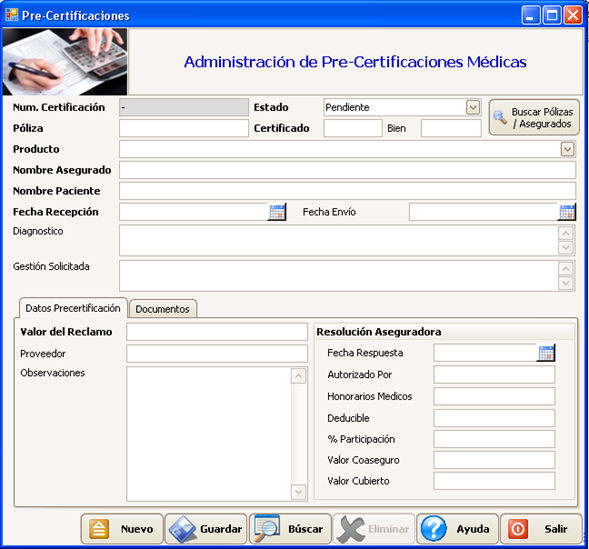 Pre-Certificaciones
Administración de Pre-Certificaciones Médicas
Num. Certificación - Estado Pendiente
Buscar Pólizas
/ Asegurados
Póliza Certificado Bien
Producto
Nombre Asegurado
Nombre Paciente
Fecha Recepción Fecha Envío
Diagnostico
Gestión Solicitada
Datos Precertificación Documentos
Valor del Reclamo
Proveedor
Observaciones
Resolución Aseguradora
Fecha Respuesta
Autorizado Por
Honorarios Medicos
Deducible
% Participación
Valor Coaseguro
Valor Cubierto
Nuevo Guardar Búscar Eliminar Ayuda Salir